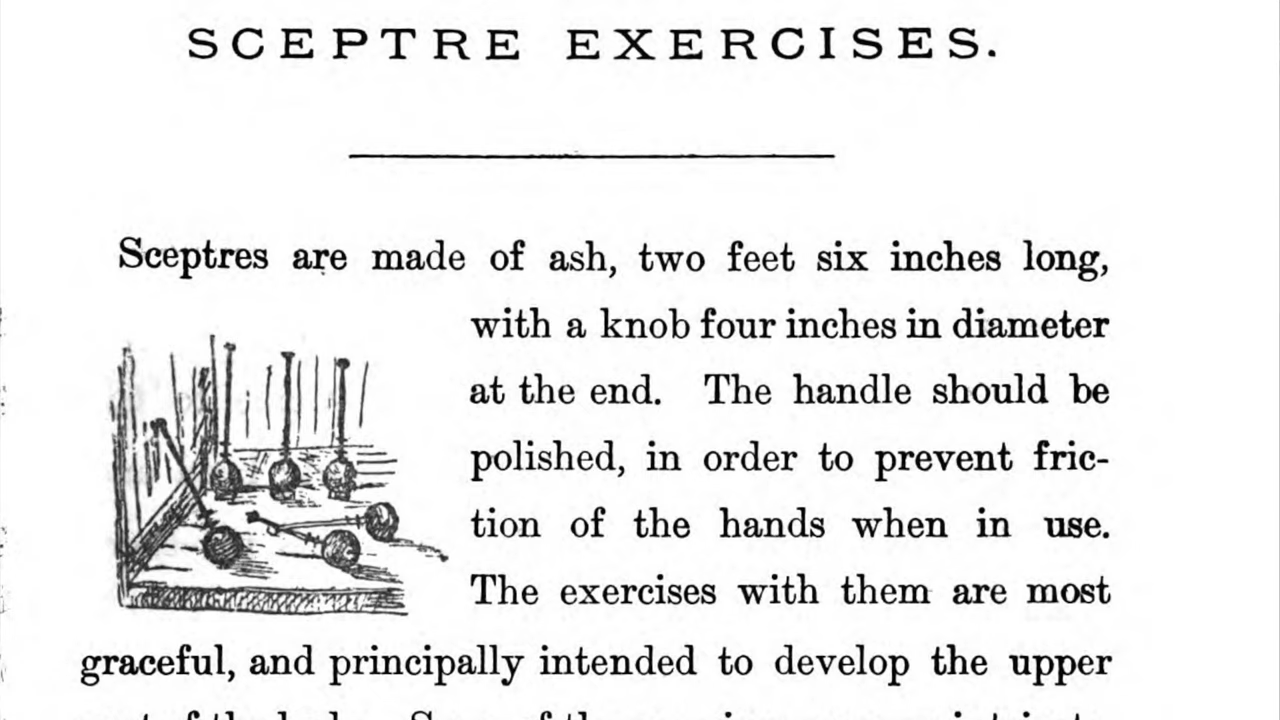 SCEPTRE EXERCISES.
Sceptres are made of ash, two feet six inches long,
with a knob four inches in diameter
at the end. The handle should be
polished, in order to prevent fric-
tion of the hands when in use.
The exercises with them are most
graceful, and principally intended to develop the upper